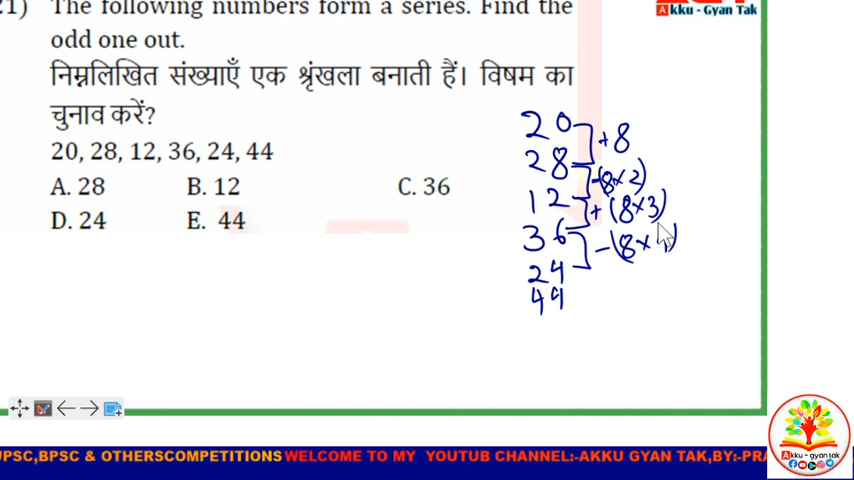 21) The following numbers form a series. Find the
odd one out.
निम्नलिखित संख्याएँ एक श्रृंखला बनाती हैं। विषम का
चुनाव करें?
20, 28, 12, 36, 24, 44
A. 28 B. 12 C. 36
D. 24 E. 44
20
28
12
36
24
44
+8
-(8×2)
+(8×3)
-(8×
Akku - Gyan Tak
Akku - gyan tak
UPSC,BPSC & OTHERSCOMPETITIONS WELCOME TO MY YOUTUB CHANNEL:-AKKU GYAN TAK,BY:-PRA